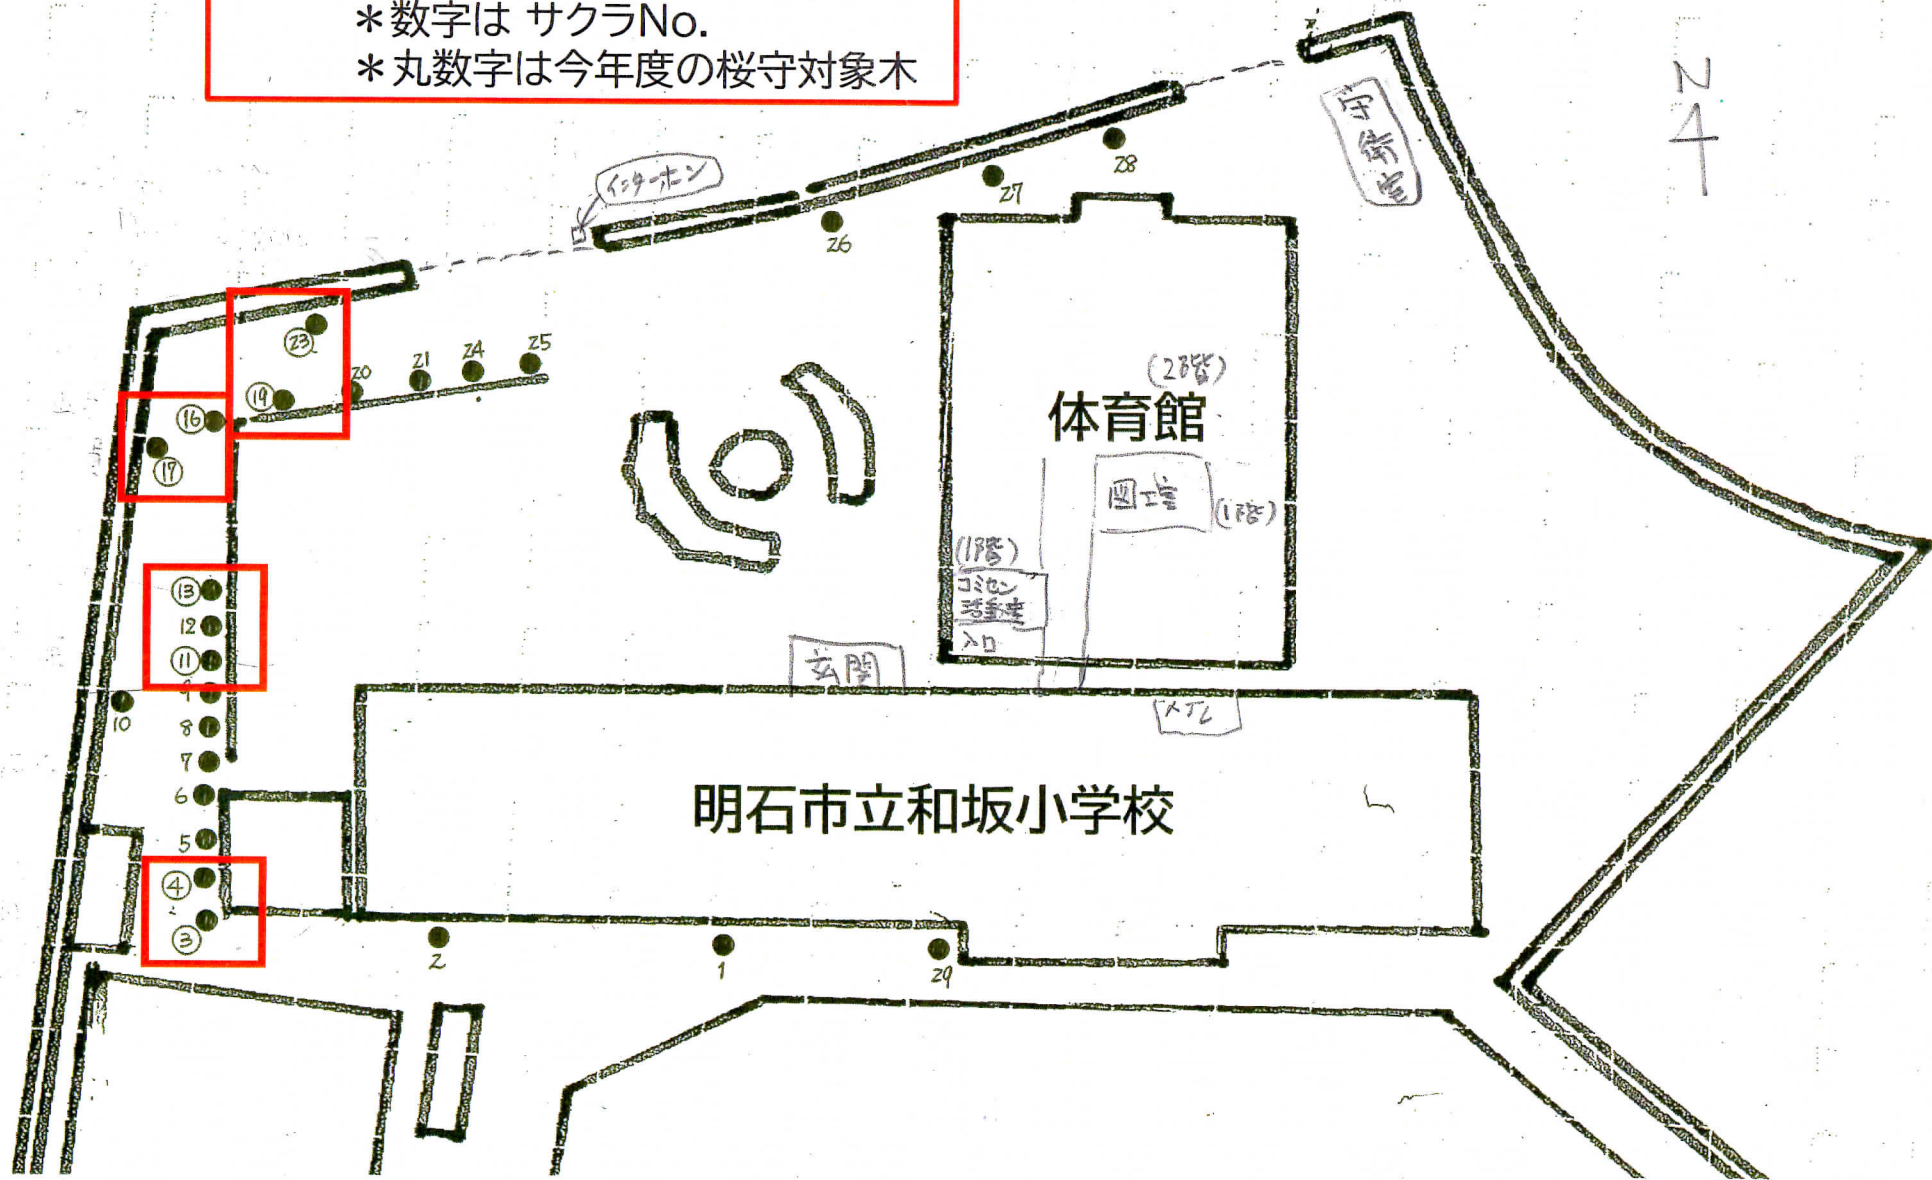 ＊数字は サクラNo.
＊丸数字は今年度の桜守対象木
N
守衛室
インターホン
28
27
26
㉓
25
24
21
20
⑲
⑯
⑰
(2階)
体育館
図工室
(1階)
(1階)
コミセン
入口
玄関
⑬
12
⑪
9
10
8
7
6
5
④
③
明石市立和坂小学校
2
1
29